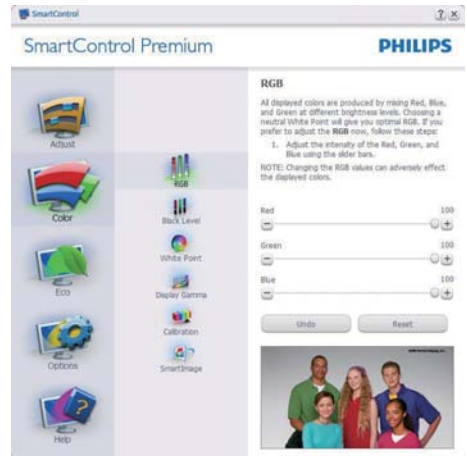 SmartControl
? x
SmartControl Premium
PHILIPS
Adjust
Color
Eco
Options
Help
RGB
Black Level
White Point
Display Gamma
Calibration
SmartImage
RGB
All displayed colors are produced by mixing Red, Blue,
and Green at different brightness levels. Choosing a
neutral White Point will give you optimal RGB. If you
prefer to adjust the RGB now, follow these steps:
1. Adjust the intensity of the Red, Green, and
Blue using the slider bars.
NOTE: Changing the RGB values can adversely effect
the displayed colors.
Red 100
Green 100
Blue 100
Undo Reset